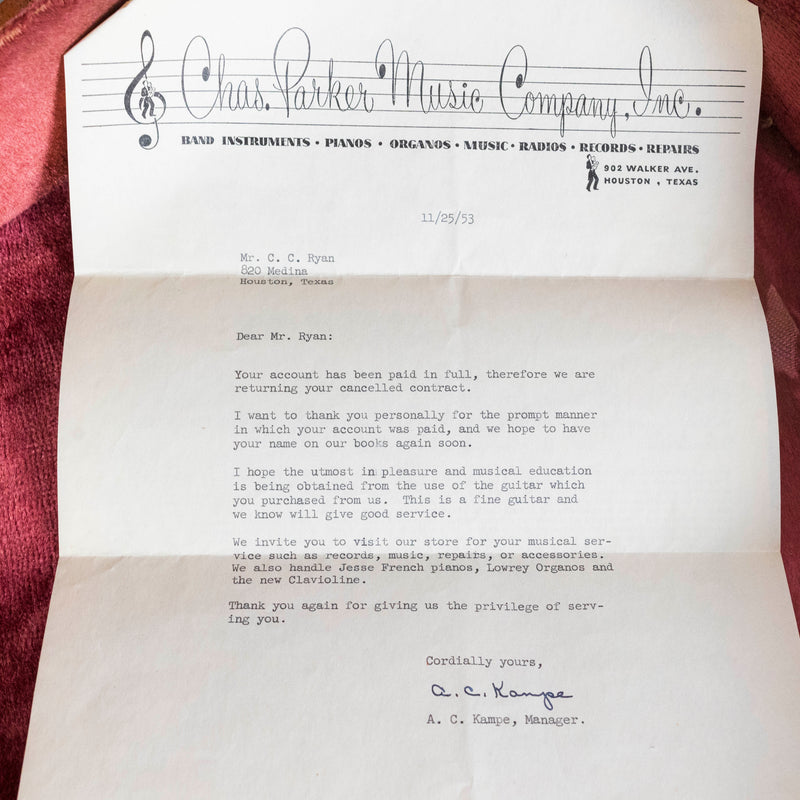 Chas. Parker Music Company, Inc.
BAND INSTRUMENTS • PIANOS • ORGANOS • MUSIC • RADIOS • RECORDS • REPAIRS
902 WALKER AVE.
HOUSTON , TEXAS
11/25/53
Mr. C. C. Ryan
820 Medina
Houston, Texas
Dear Mr. Ryan:
Your account has been paid in full, therefore we are
returning your cancelled contract.
I want to thank you personally for the prompt manner
in which your account was paid, and we hope to have
your name on our books again soon.
I hope the utmost in pleasure and musical education
is being obtained from the use of the guitar which
you purchased from us. This is a fine guitar and
we know will give good service.
We invite you to visit our store for your musical ser-
vice such as records, music, repairs, or accessories.
We also handle Jesse French pianos, Lowrey Organos and
the new Clavioline.
Thank you again for giving us the privilege of serv-
ing you.
Cordially yours,
A. C. Kampe
A. C. Kampe, Manager.